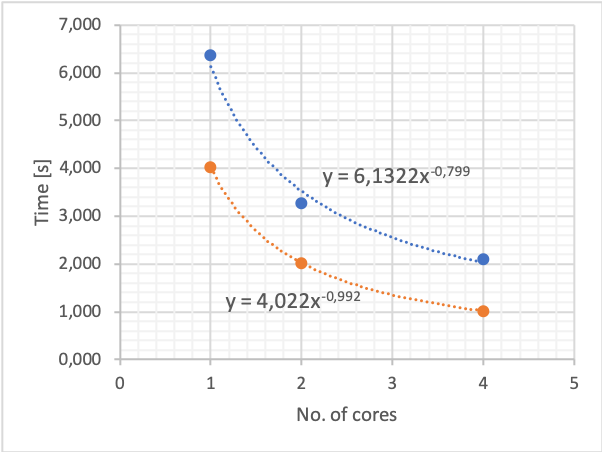 7,000
6,000
5,000
4,000
3,000
2,000
1,000
0,000
Time [s]
y = 6,1322x^-0,799
y = 4,022x^-0,992
0 1 2 3 4 5
No. of cores